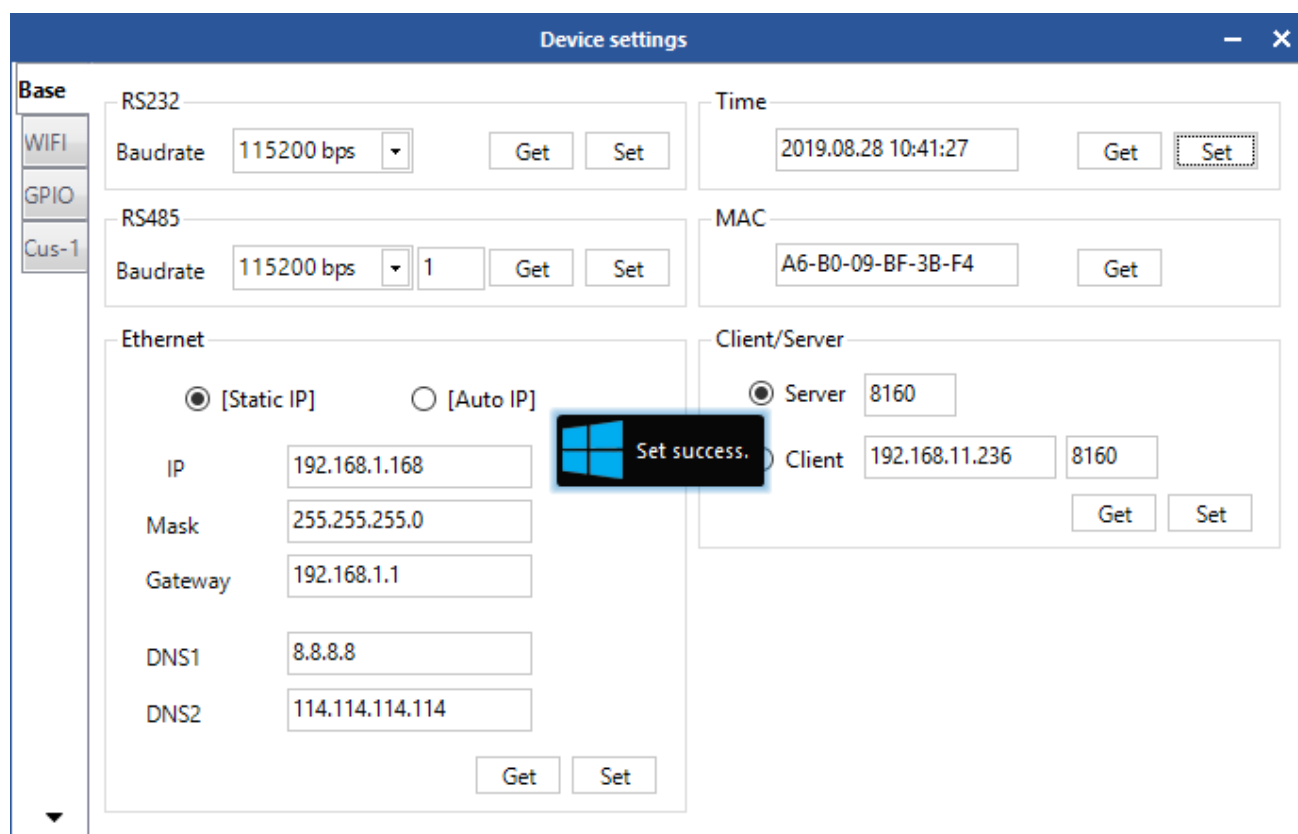 Device settings
Base
WIFI
GPIO
Cus-1
RS232
Baudrate 115200 bps Get Set
RS485
Baudrate 115200 bps 1 Get Set
Ethernet
[Static IP] [Auto IP]
IP 192.168.1.168
Mask 255.255.255.0
Gateway 192.168.1.1
DNS1 8.8.8.8
DNS2 114.114.114.114
Get Set
Time
2019.08.28 10:41:27 Get Set
MAC
A6-B0-09-BF-3B-F4 Get
Client/Server
Server 8160
Client 192.168.11.236 8160
Get Set
Set success.